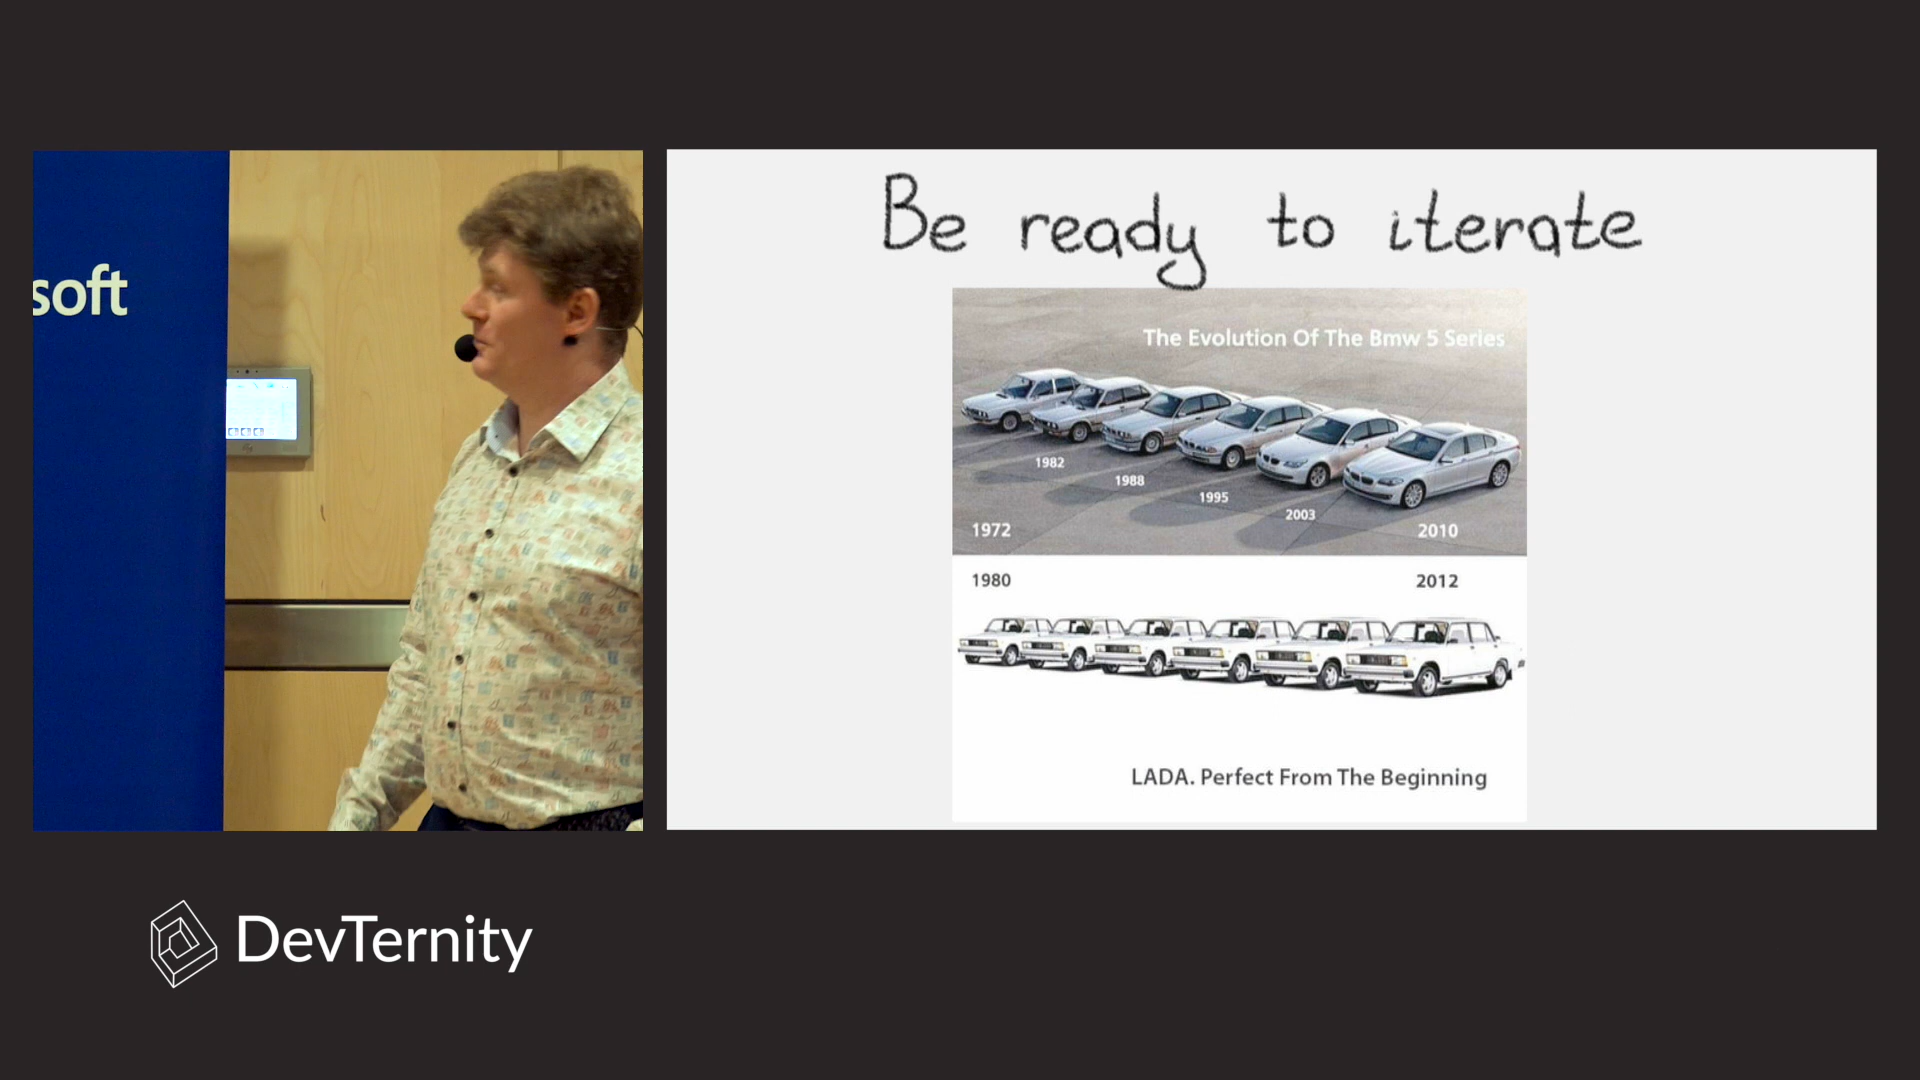 soft
Be ready to iterate
The Evolution Of The Bmw 5 Series
1982
1988
1995
2003
1972
2010
1980
2012
LADA. Perfect From The Beginning
DevTernity